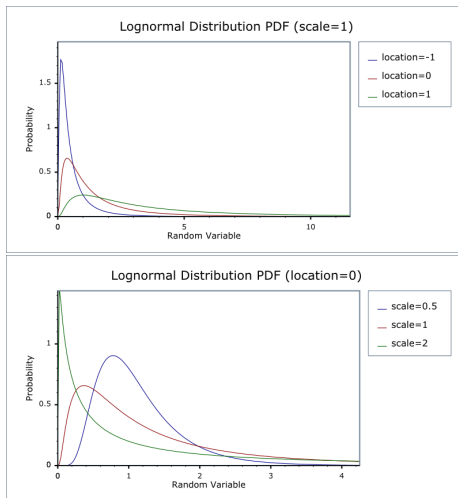 Lognormal Distribution PDF (scale=1)
Probability
1.5
1
0.5
0
0
5
10
Random Variable
location=-1
location=0
location=1
Lognormal Distribution PDF (location=0)
Probability
1
0.5
0
0
1
2
3
4
Random Variable
scale=0.5
scale=1
scale=2